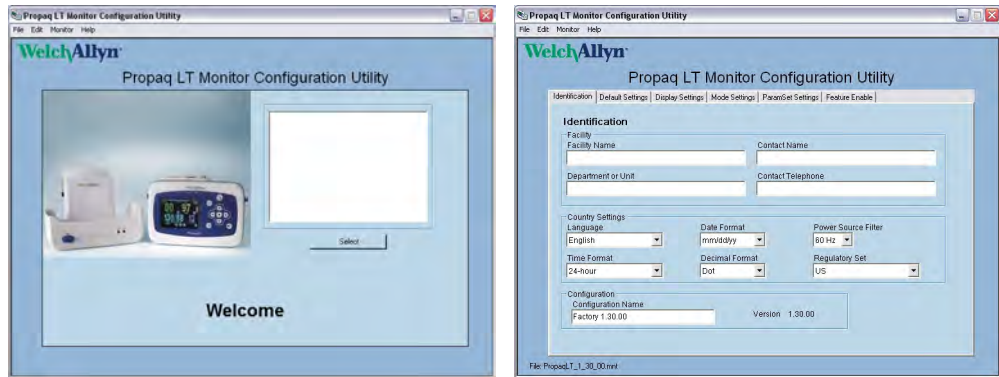 Propaq LT Monitor Configuration Utility
File Edit Monitor Help
WelchAllyn
Propaq LT Monitor Configuration Utility
Select
Welcome
Propaq LT Monitor Configuration Utility
File Edit Monitor Help
WelchAllyn
Propaq LT Monitor Configuration Utility
Identification Default Settings Display Settings Mode Settings ParamSet Settings Feature Enable
Identification
Facility
Facility Name Contact Name
Department or Unit Contact Telephone
Country Settings
Language Date Format Power Source Filter
English mm/dd/yy 60 Hz
Time Format Decimal Format Regulatory Set
24-hour Dot US
Configuration
Configuration Name
Factory 1.30.00 Version 1.30.00
File: PropaqLT_1_30_00.mnt